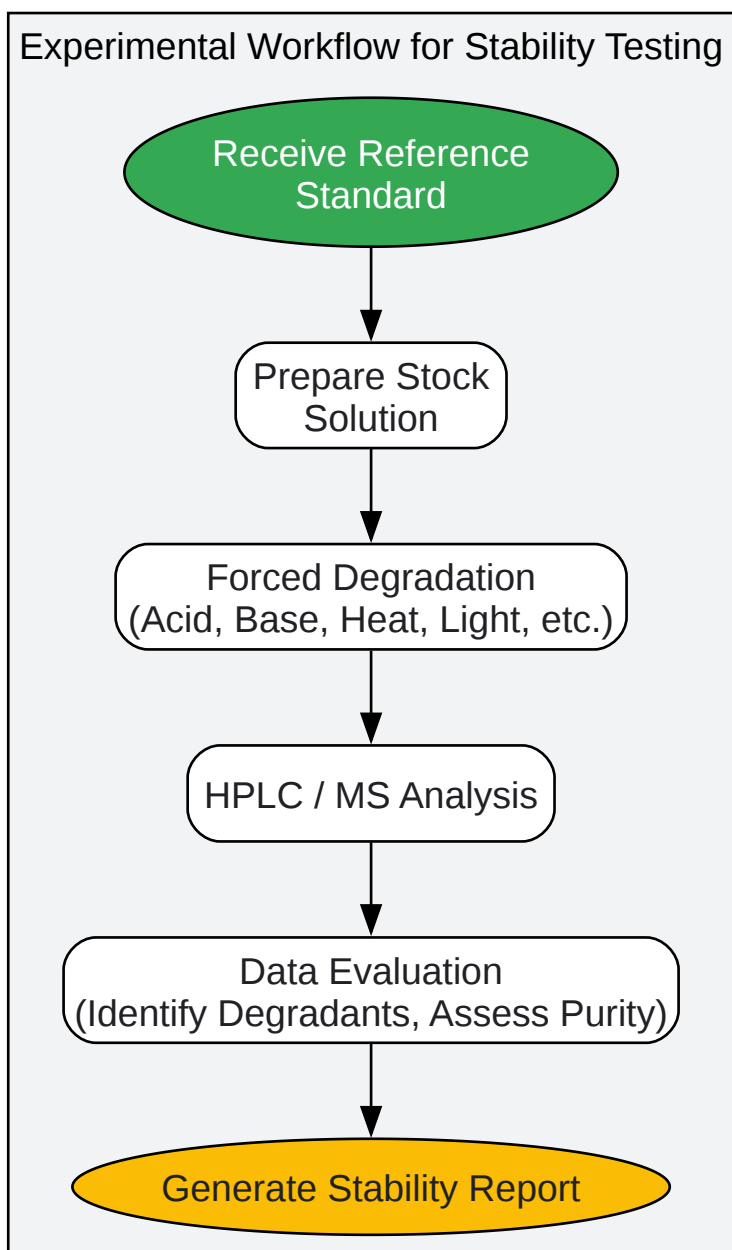 Experimental Workflow for Stability Testing
Receive Reference
Standard
Prepare Stock
Solution
Forced Degradation
(Acid, Base, Heat, Light, etc.)
HPLC / MS Analysis
Data Evaluation
(Identify Degradants, Assess Purity)
Generate Stability Report